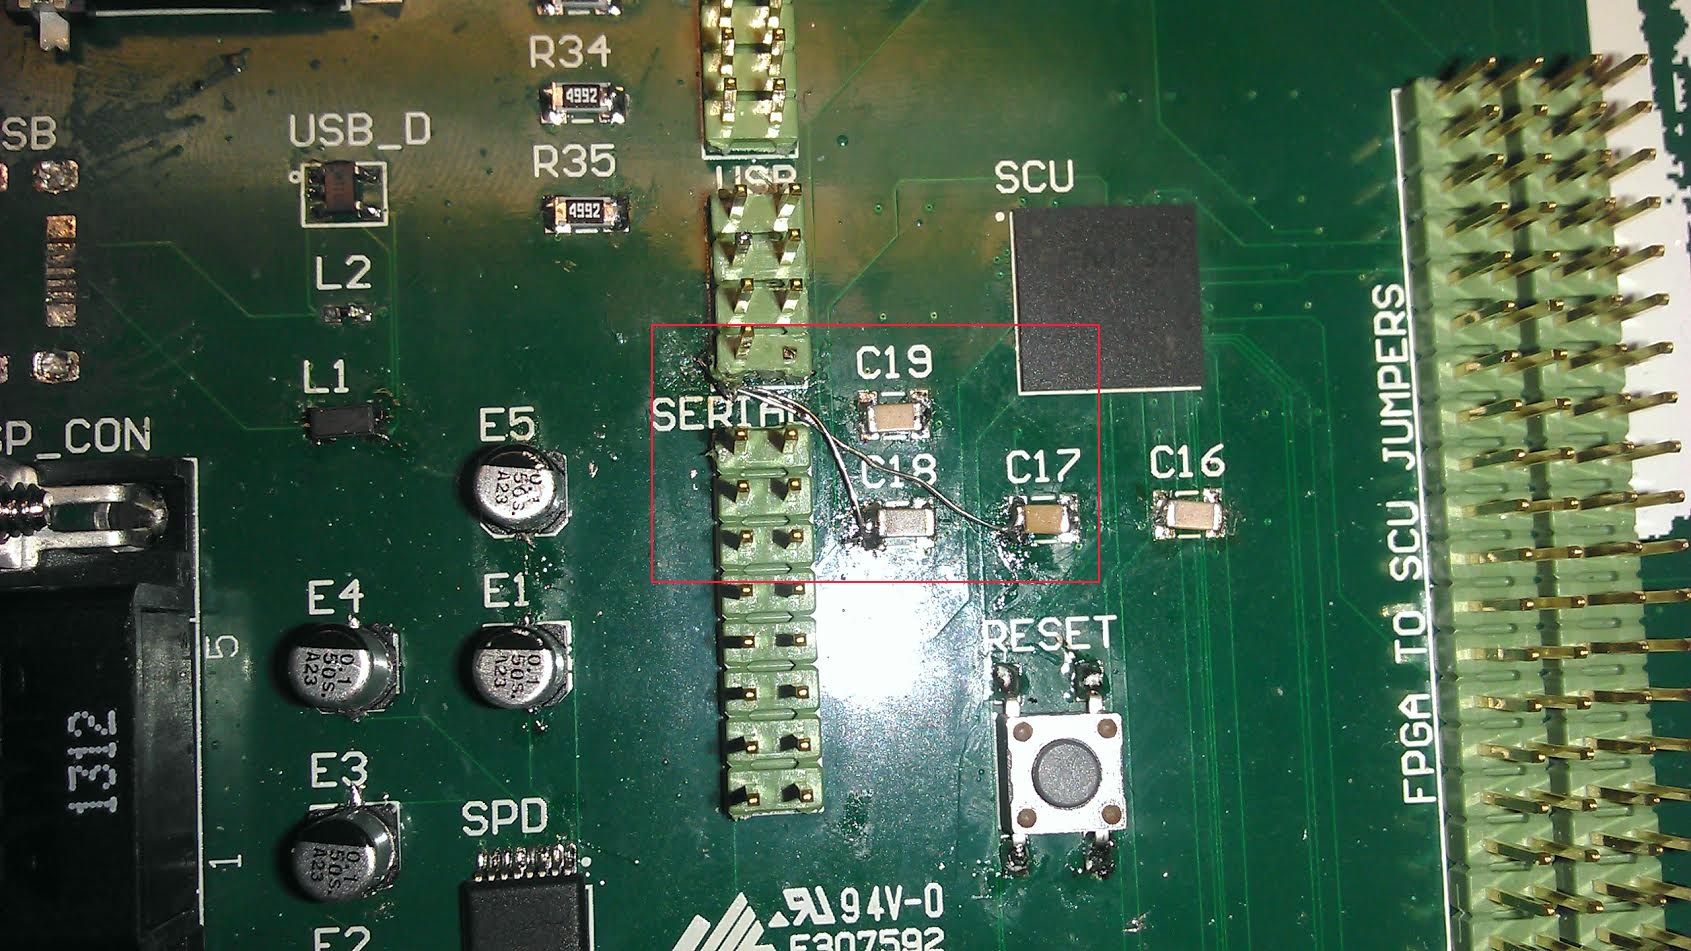 R34
4992
SB
USB_D
R35
4992
USB
SCU
L2
L1
C19
SERIAL
SP_CON
E5
0.1
50s.
A23
C18
C17
C16
E4
0.1
50s.
A23
E1
0.1
50s.
A23
5
RESET
FPGA TO SCU JUMPERS
E3
0.1
50s.
A23
SPD
1
94V-0
E307592
E2